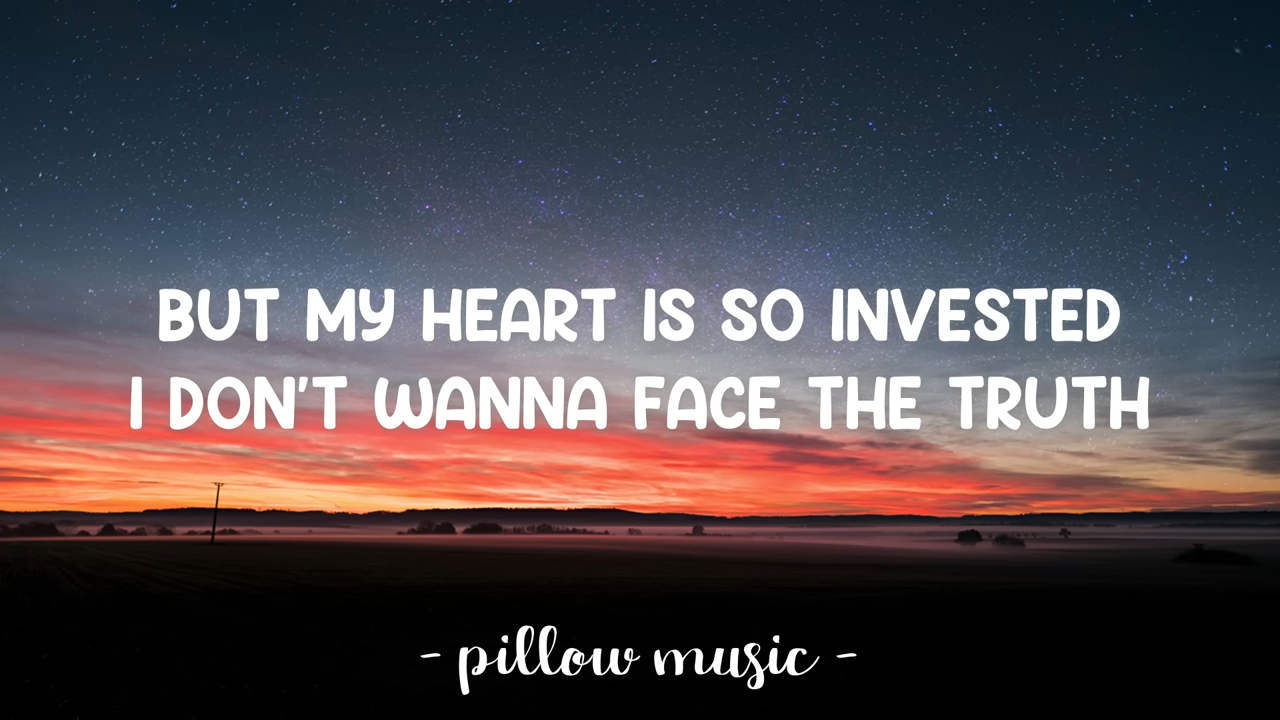 BUT MY HEART IS SO INVESTED
I DON'T WANNA FACE THE TRUTH
- pillow music -